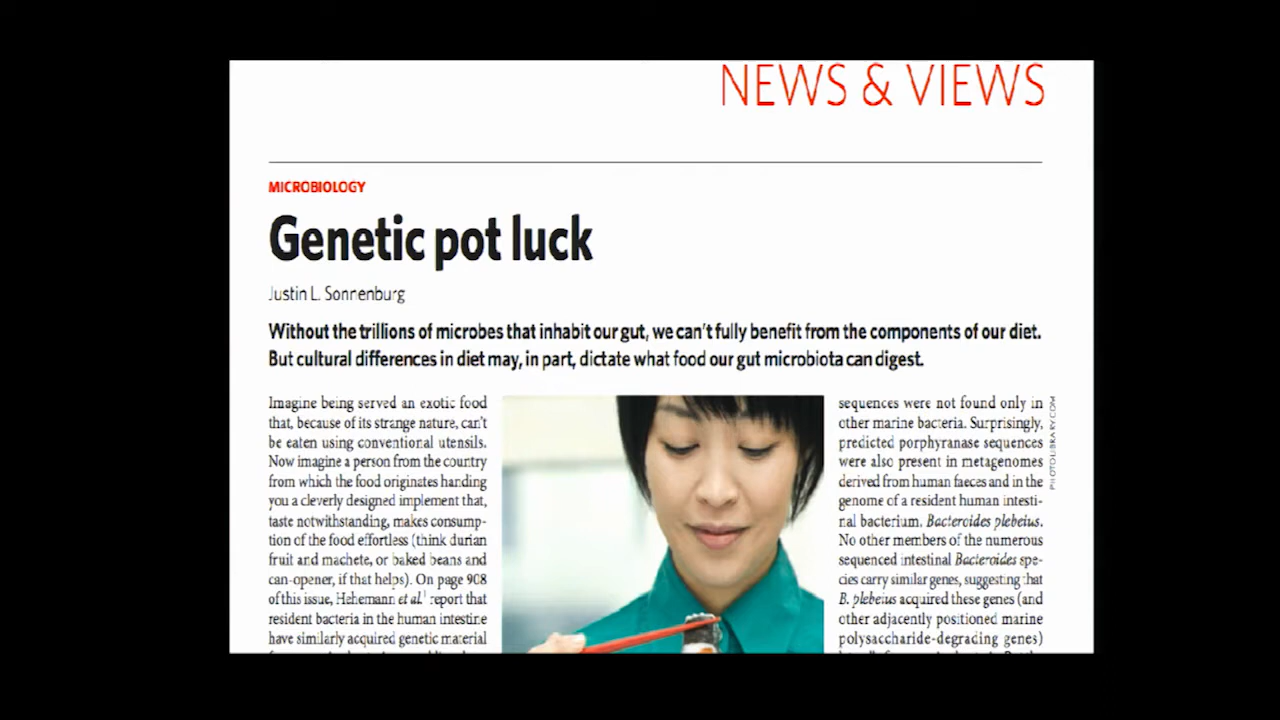 NEWS & VIEWS
MICROBIOLOGY
Genetic pot luck
Justin L. Sonnenburg
Without the trillions of microbes that inhabit our gut, we can't fully benefit from the components of our diet.
But cultural differences in diet may, in part, dictate what food our gut microbiota can digest.
Imagine being served an exotic food
that, because of its strange nature, can't
be eaten using conventional utensils.
Now imagine a person from the country
from which the food originates handing
you a cleverly designed implement that,
taste notwithstanding, makes consump-
tion of the food effortless (think durian
fruit and machete, or baked beans and
can-opener, if that helps). On page 908
of this issue, Hehemann et al.1 report that
resident bacteria in the human intestine
have similarly acquired genetic material
sequences were not found only in
other marine bacteria. Surprisingly,
predicted porphyranase sequences
were also present in metagenomes
derived from human faeces and in the
genome of a resident human intesti-
nal bacterium, Bacteroides plebeius.
No other members of the numerous
sequenced intestinal Bacteroides spe-
cies carry similar genes, suggesting that
B. plebeius acquired these genes (and
other adjacently positioned marine
polysaccharide-degrading genes)
PHOTOLIBRARY.COM